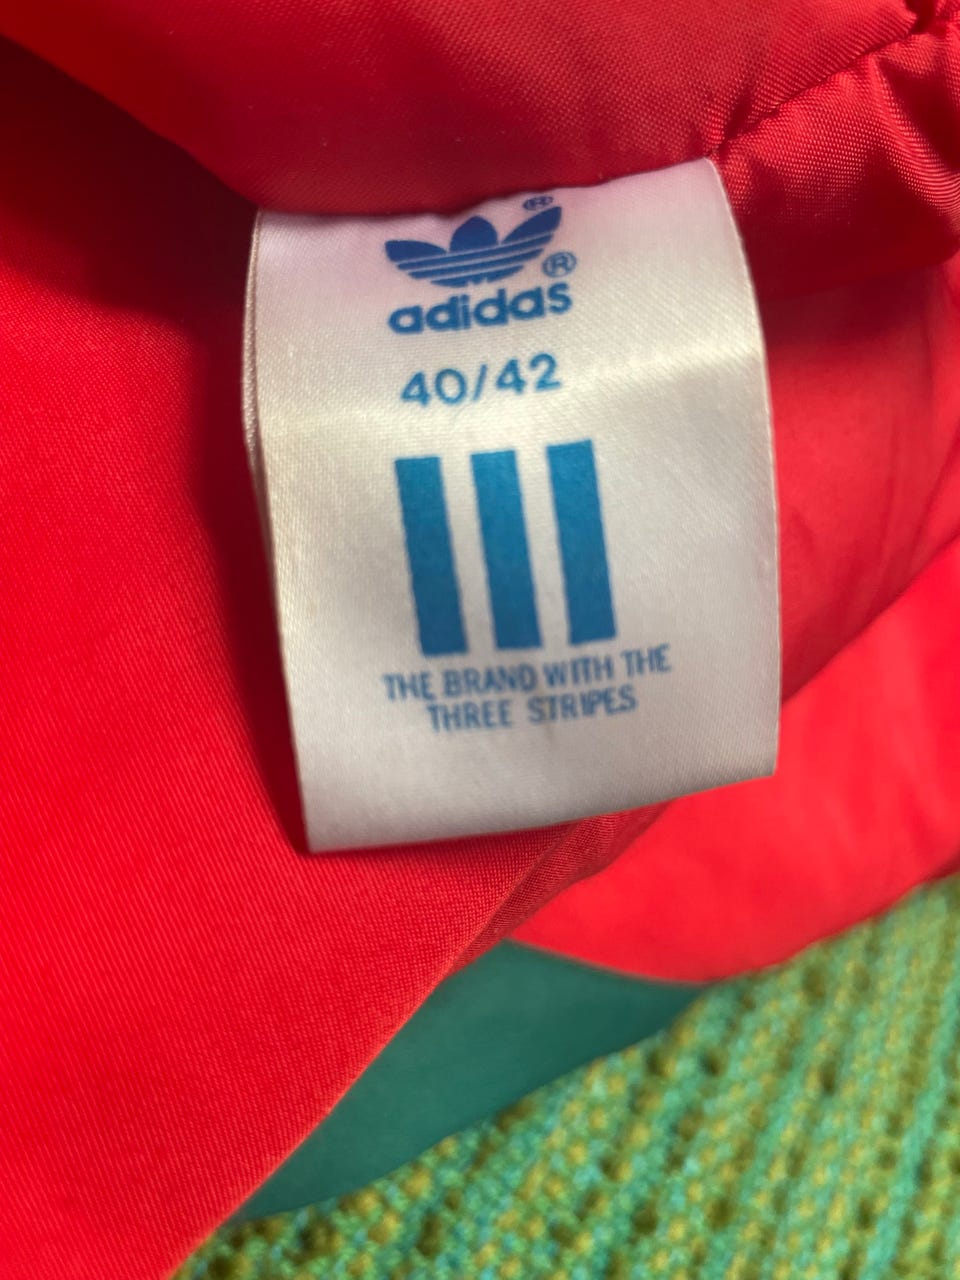 ®
®
adidas
40/42
THE BRAND WITH THE
THREE STRIPES